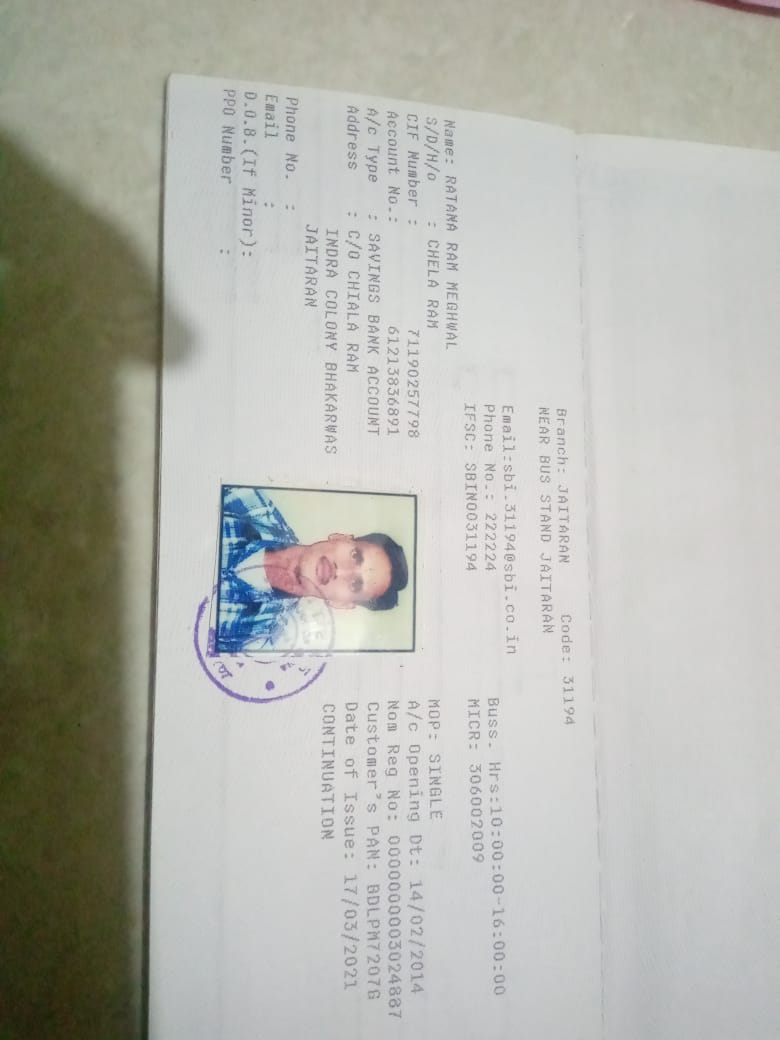 Branch: JAITARAN Code: 31194
NEAR BUS STAND JAITARAN
Email:sbi.31194@sbi.co.in
Phone No.: 222224 Buss. Hrs:10:00:00-16:00:00
IFSC: SBIN0031194 MICR: 306002009
Name: RATANA RAM MEGHWAL
S/D/H/o : CHELA RAM MOP: SINGLE
CIF Number : 71190257798 A/c Opening Dt: 14/02/2014
Account No.: 61213836891 Nom Reg No: 0000000003024887
A/c Type : SAVINGS BANK ACCOUNT Customer's PAN: BDLPM7207G
Address : C/O CHIALA RAM Date of Issue: 17/03/2021
INDRA COLONY BHAKARWAS CONTINUATION
JAITARAN
Phone No. :
Email :
D.O.B.(If Minor):
PPO Number :